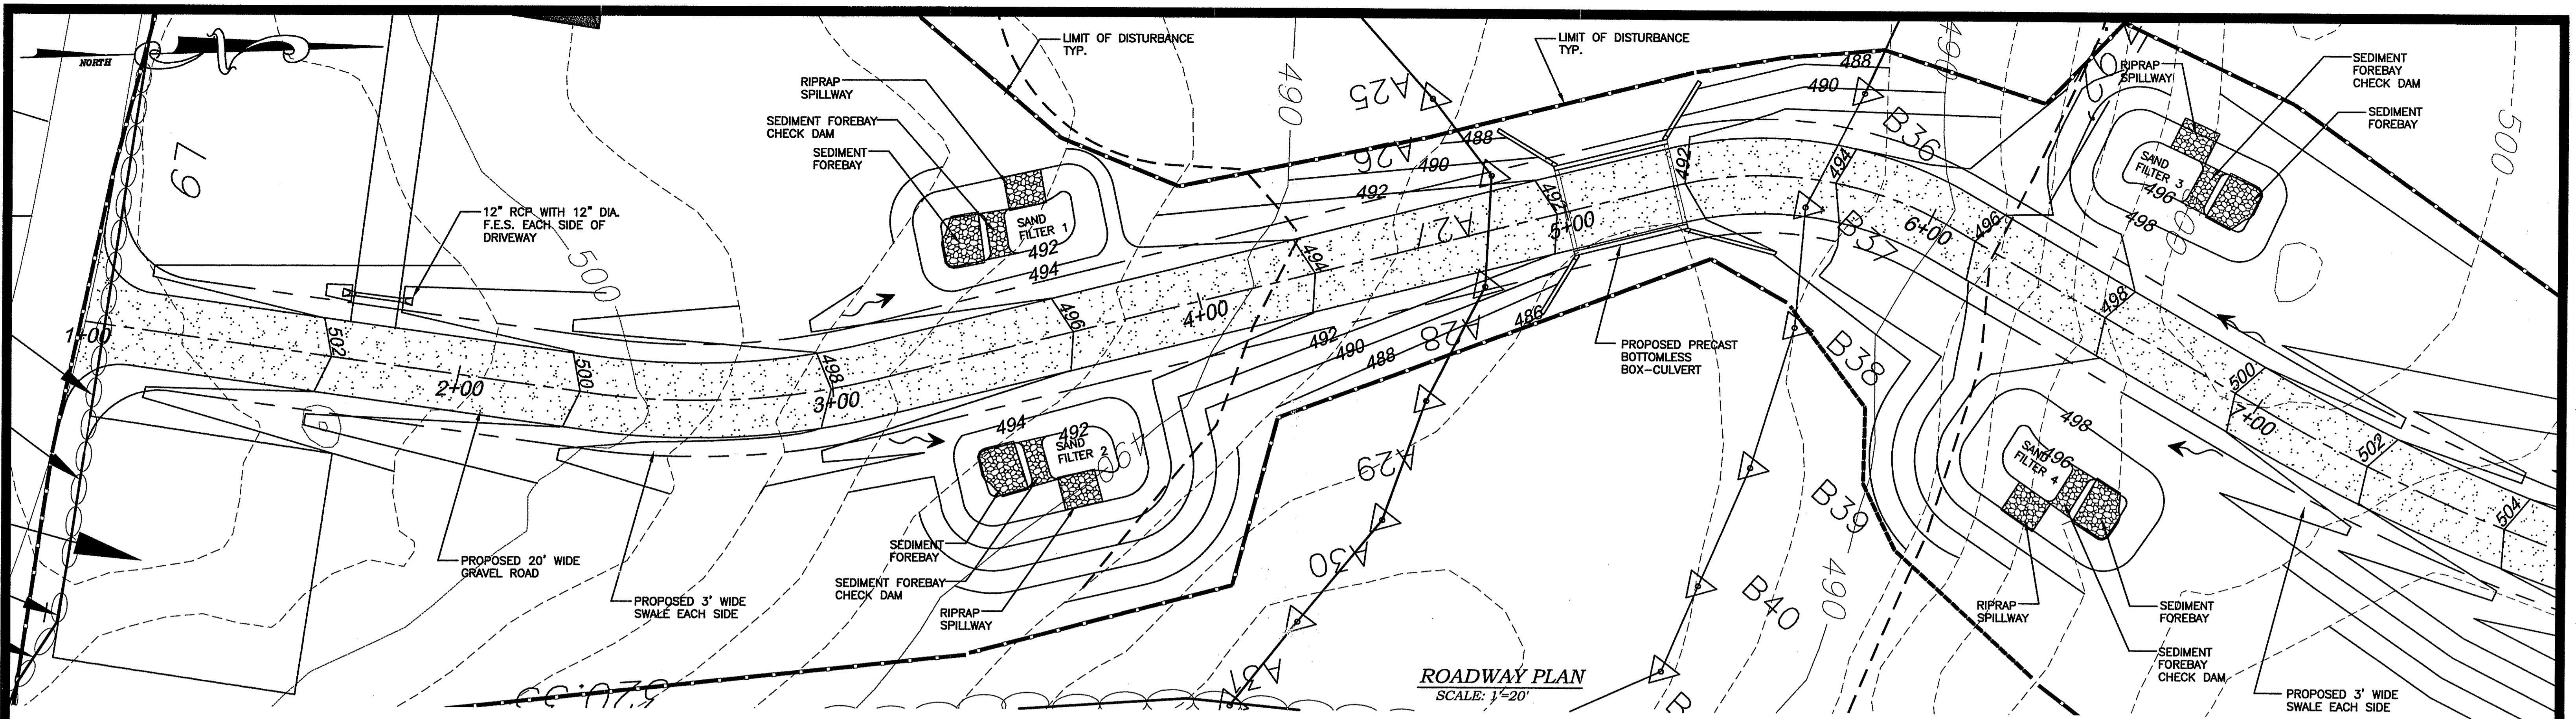 NORTH
67
LIMIT OF DISTURBANCE
TYP.
LIMIT OF DISTURBANCE
TYP.
RIPRAP
SPILLWAY
SEDIMENT FOREBAY
CHECK DAM
SEDIMENT
FOREBAY
SAND
FILTER 1
492
494
12" RCP WITH 12" DIA.
F.E.S. EACH SIDE OF
DRIVEWAY
500
490
A25
A26
A27
A28
A29
A30
A31
488
490
492
488
490
490
B36
B37
B38
B39
B40
B
490
RIPRAP
SPILLWAY
SEDIMENT
FOREBAY
CHECK DAM
SEDIMENT
FOREBAY
SAND
FILTER 3
496
498
500
1+00
502
2+00
500
498
3+00
496
4+00
494
492
5+00
492
494
6+00
496
498
500
7+00
502
504
492
490
488
486
PROPOSED PRECAST
BOTTOMLESS
BOX-CULVERT
494
492
SAND
FILTER 2
490
SEDIMENT
FOREBAY
SEDIMENT FOREBAY
CHECK DAM
RIPRAP
SPILLWAY
PROPOSED 20' WIDE
GRAVEL ROAD
PROPOSED 3' WIDE
SWALE EACH SIDE
498
496
SAND
FILTER 4
RIPRAP
SPILLWAY
SEDIMENT
FOREBAY
SEDIMENT
FOREBAY
CHECK DAM
PROPOSED 3' WIDE
SWALE EACH SIDE
ROADWAY PLAN
SCALE: 1"=20'